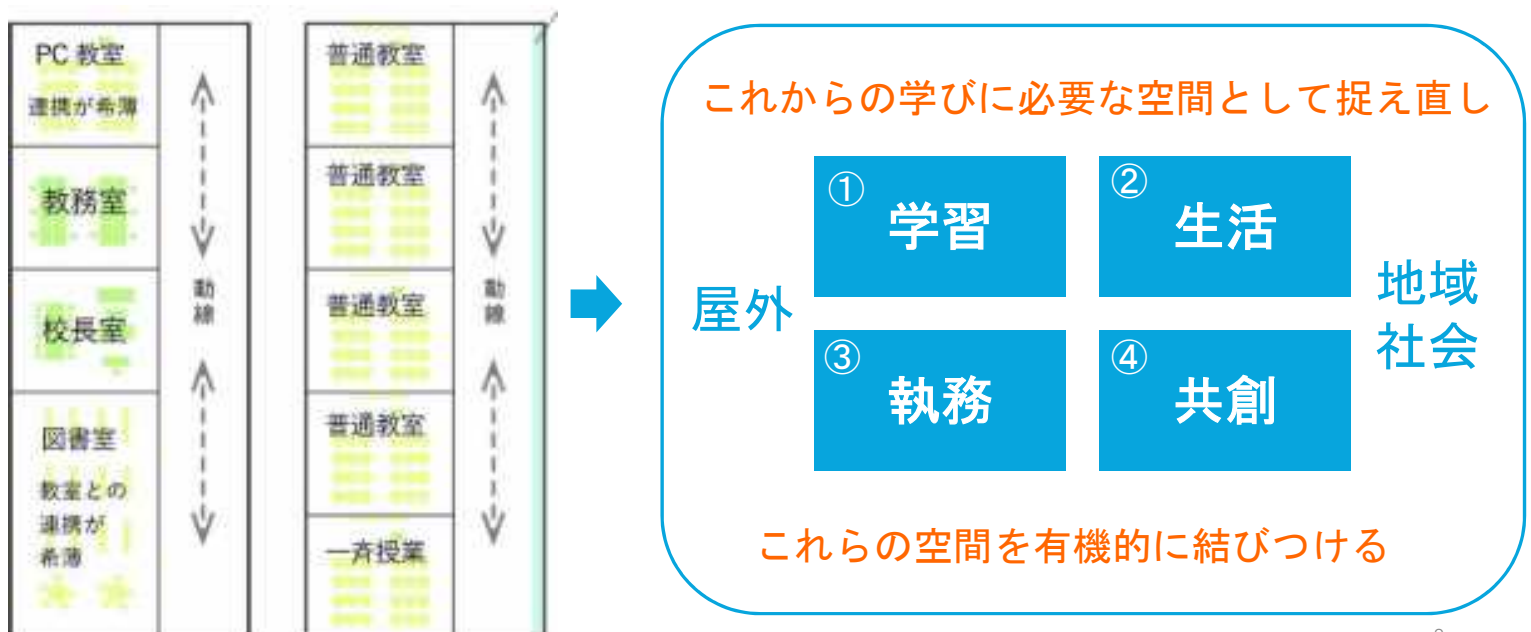 PC 教室
連携が希薄
教務室
校長室
図書室
教室との
連携が
希薄
動線
普通教室
普通教室
普通教室
普通教室
一斉授業
動線
これからの学びに必要な空間として捉え直し
① 学習
② 生活
③ 執務
④ 共創
屋外
地域
社会
これらの空間を有機的に結びつける